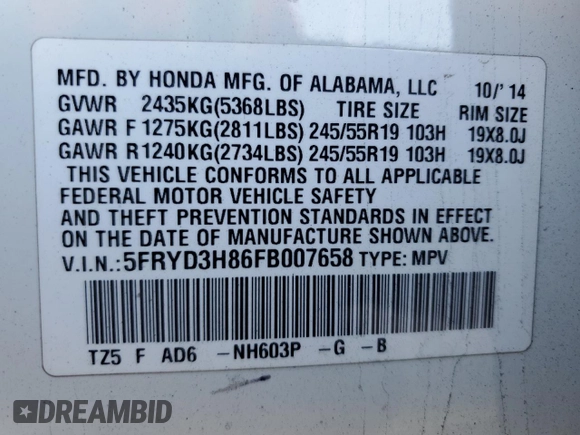 MFD. BY HONDA MFG. OF ALABAMA, LLC 10/'14
GVWR 2435KG(5368LBS) TIRE SIZE RIM SIZE
GAWR F 1275KG(2811LBS) 245/55R19 103H 19X8.0J
GAWR R 1240KG(2734LBS) 245/55R19 103H 19X8.0J
THIS VEHICLE CONFORMS TO ALL APPLICABLE
FEDERAL MOTOR VEHICLE SAFETY
AND THEFT PREVENTION STANDARDS IN EFFECT
ON THE DATE OF MANUFACTURE SHOWN ABOVE.
V.I.N.:5FRYD3H86FB007658 TYPE: MPV
TZ5 F AD6 -NH603P -G -B
DREAMBID